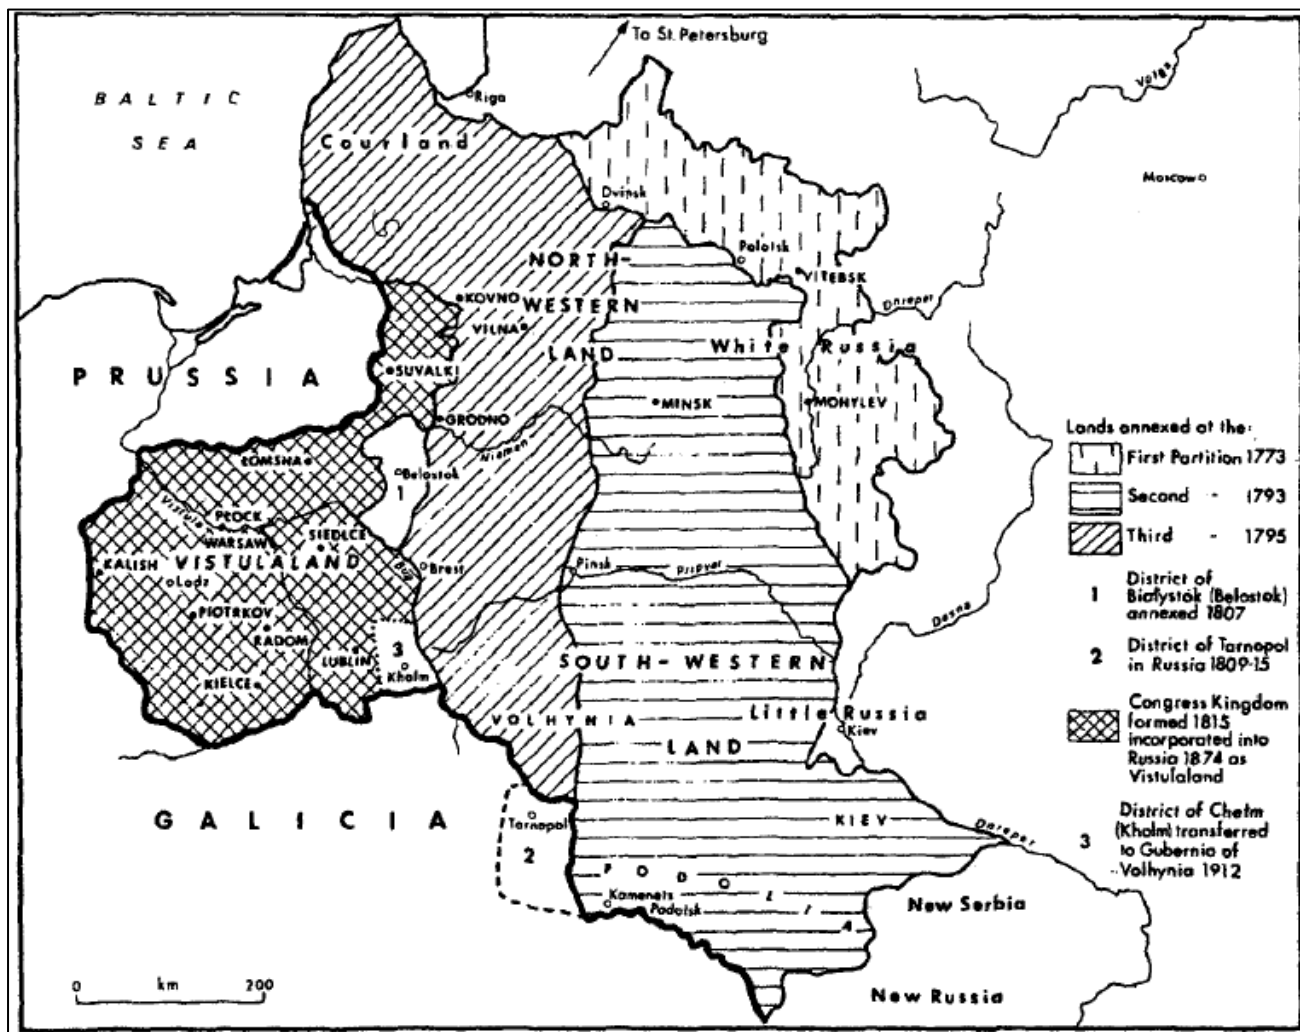 To St. Petersburg
BALTIC
SEA
Riga
Volga
Courland
Moscow
Dvinsk
NORTH-
WESTERN
LAND
Polotsk
VITEBSK
Dnieper
KOVNO
VILNA
White Russia
PRUSSIA
SUVALKI
MINSK
MOHYLEV
GRODNO
Niemen
ŁOMSHA
Belostok
1
Vistula
PŁOCK
WARSAW
SIEDLCE
KALISH
VISTULALAND
Lodz
Bug
Brest
Pinsk
Pripyat
Desna
PIOTRKOV
RADOM
LUBLIN
3
Kholm
KIELCE
SOUTH-WESTERN
LAND
VOLHYNIA
Little Russia
Kiev
GALICIA
Tarnopol
2
KIEV
Dnieper
PODOLIA
Kamenets
Podolsk
New Serbia
New Russia
0 km 200
Lands annexed at the:
First Partition 1773
Second " 1793
Third " 1795
1 District of
Białystok (Belostok)
annexed 1807
2 District of Tarnopol
in Russia 1809-15
Congress Kingdom
formed 1815
incorporated into
Russia 1874 as
Vistulaland
3 District of Chełm
(Kholm) transferred
to Gubernia of
Volhynia 1912